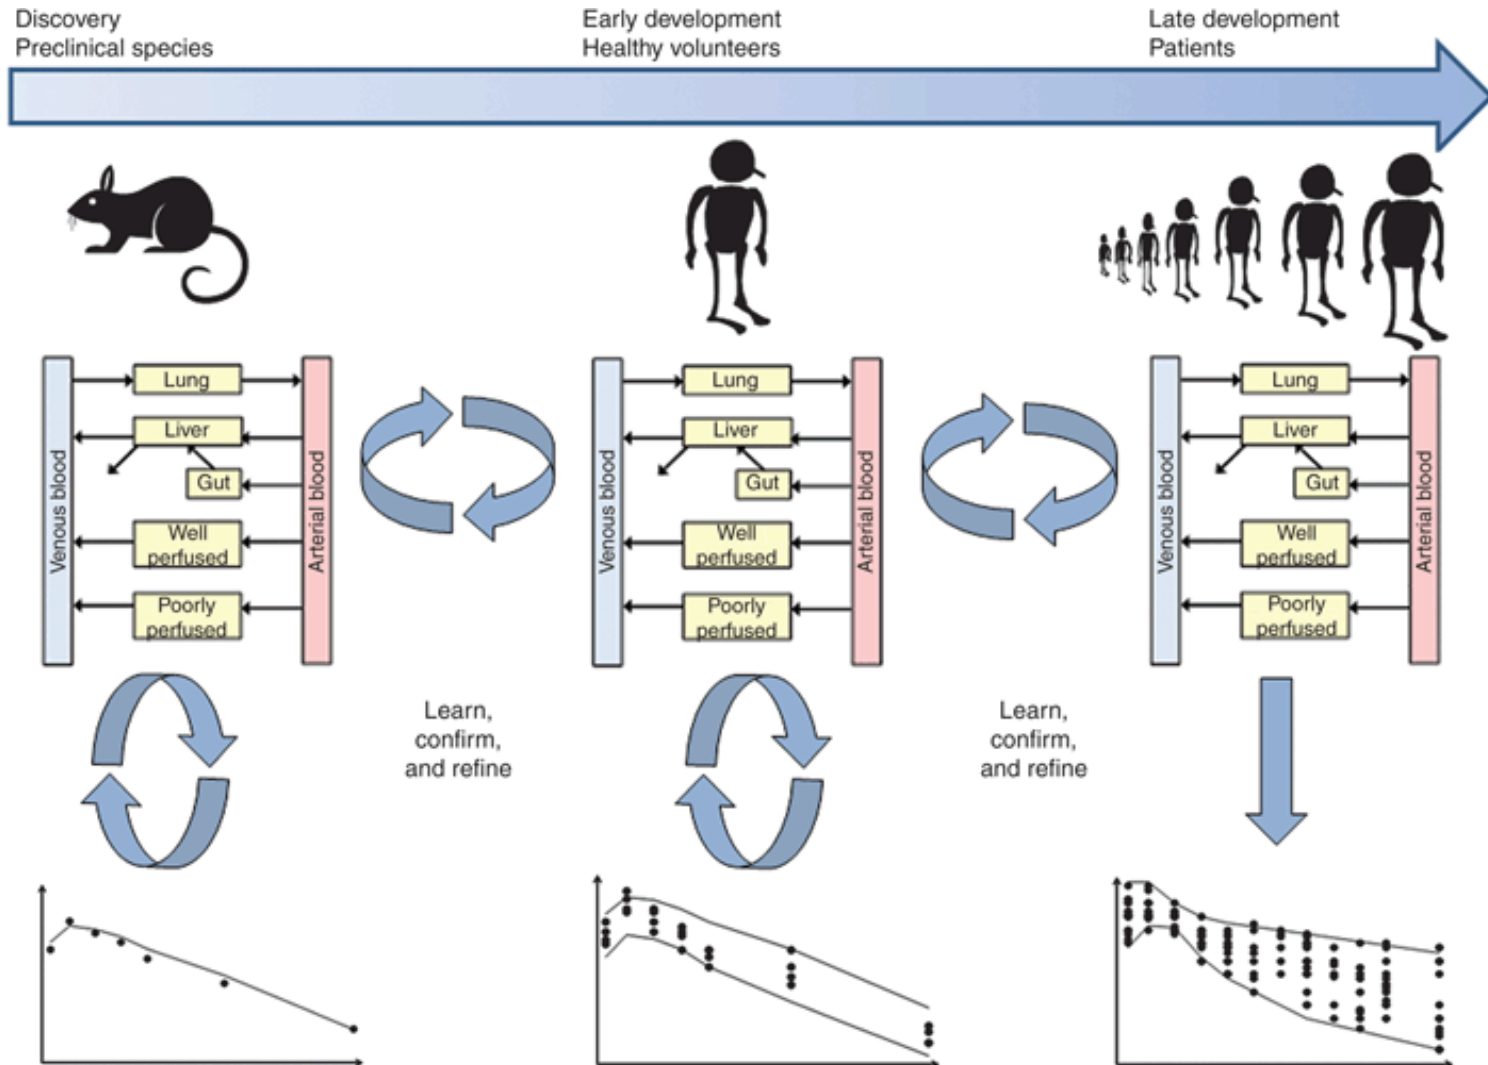 Discovery
Preclinical species
Early development
Healthy volunteers
Late development
Patients
Venous blood
Lung
Liver
Gut
Well
perfused
Poorly
perfused
Arterial blood
Venous blood
Lung
Liver
Gut
Well
perfused
Poorly
perfused
Arterial blood
Venous blood
Lung
Liver
Gut
Well
perfused
Poorly
perfused
Arterial blood
Learn,
confirm,
and refine
Learn,
confirm,
and refine